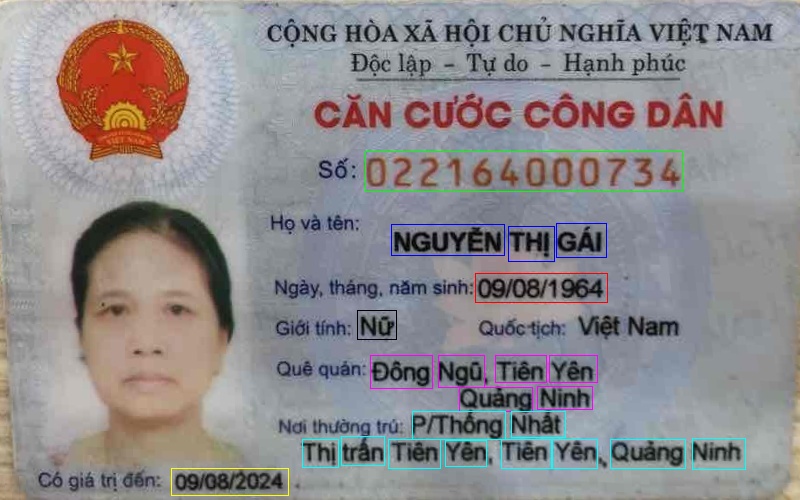 CỘNG HÒA XÃ HỘI CHỦ NGHĨA VIỆT NAM
Độc lập - Tự do - Hạnh phúc
CĂN CƯỚC CÔNG DÂN
Số: 022164000734
Họ và tên:
NGUYỄN THỊ GÁI
Ngày, tháng, năm sinh: 09/08/1964
Giới tính: Nữ Quốc tịch: Việt Nam
Quê quán: Đông Ngũ, Tiên Yên
Quảng Ninh
Nơi thường trú: P/Thống Nhất
Thị trấn Tiên Yên, Tiên Yên, Quảng Ninh
Có giá trị đến: 09/08/2024